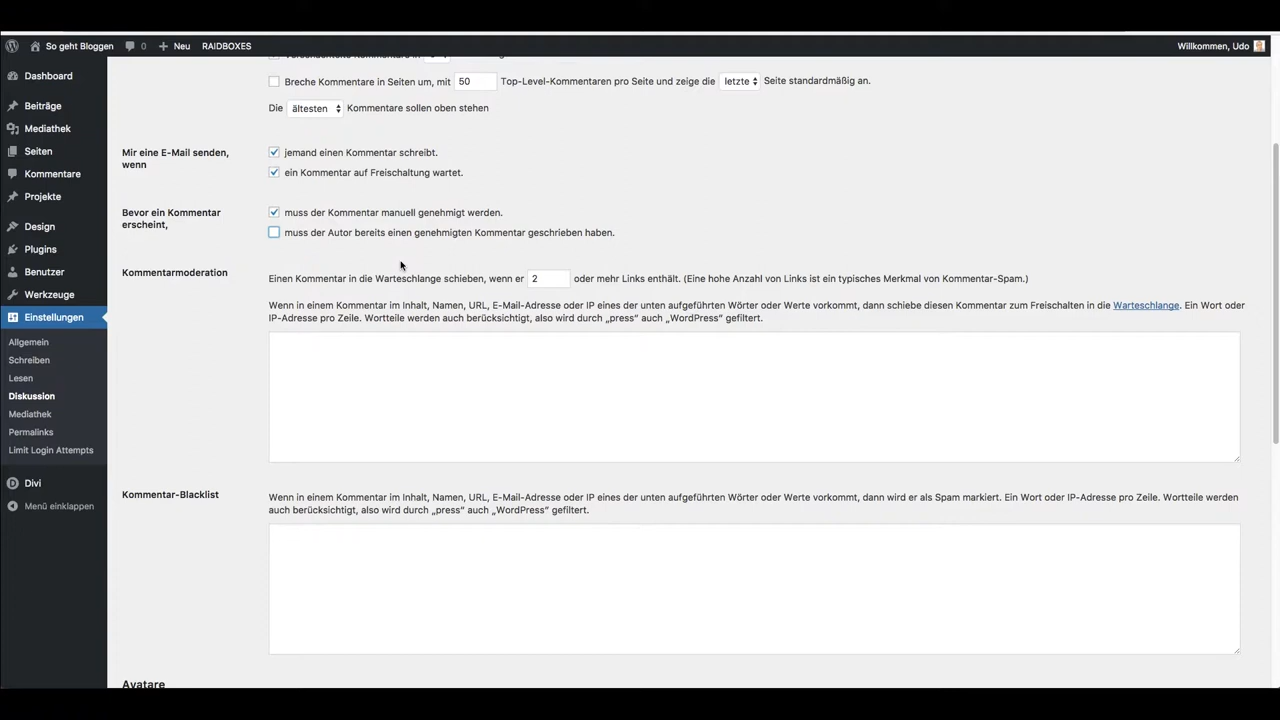 So geht Bloggen 0 Neu RAIDBOXES Willkommen, Udo
Dashboard
Beiträge
Mediathek
Seiten
Kommentare
Projekte
Design
Plugins
Benutzer
Werkzeuge
Einstellungen
Allgemein
Schreiben
Lesen
Diskussion
Mediathek
Permalinks
Limit Login Attempts
Divi
Menü einklappen
Breche Kommentare in Seiten um, mit 50 Top-Level-Kommentaren pro Seite und zeige die letzte Seite standardmäßig an.
Die ältesten Kommentare sollen oben stehen
Mir eine E-Mail senden,
wenn
jemand einen Kommentar schreibt.
ein Kommentar auf Freischaltung wartet.
Bevor ein Kommentar
erscheint,
muss der Kommentar manuell genehmigt werden.
muss der Autor bereits einen genehmigten Kommentar geschrieben haben.
Kommentarmoderation
Einen Kommentar in die Warteschlange schieben, wenn er 2 oder mehr Links enthält. (Eine hohe Anzahl von Links ist ein typisches Merkmal von Kommentar-Spam.)
Wenn in einem Kommentar im Inhalt, Namen, URL, E-Mail-Adresse oder IP eines der unten aufgeführten Wörter oder Werte vorkommt, dann schiebe diesen Kommentar zum Freischalten in die Warteschlange. Ein Wort oder
IP-Adresse pro Zeile. Wortteile werden auch berücksichtigt, also wird durch „press“ auch „WordPress“ gefiltert.
Kommentar-Blacklist
Wenn in einem Kommentar im Inhalt, Namen, URL, E-Mail-Adresse oder IP eines der unten aufgeführten Wörter oder Werte vorkommt, dann wird er als Spam markiert. Ein Wort oder IP-Adresse pro Zeile. Wortteile werden
auch berücksichtigt, also wird durch „press“ auch „WordPress“ gefiltert.
Avatare